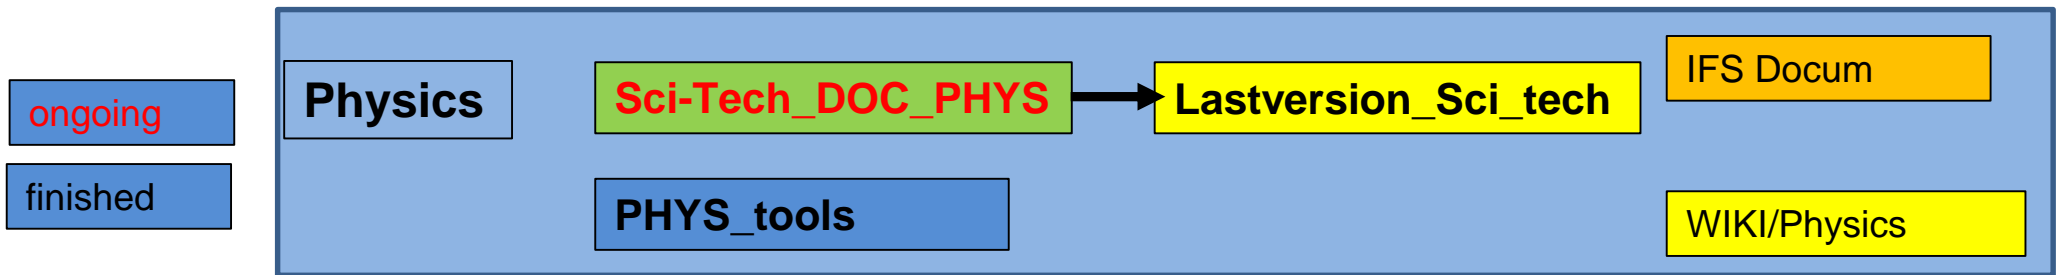 ongoing
finished
Physics
Sci-Tech_DOC_PHYS
Lastversion_Sci_tech
IFS Docum
PHYS_tools
WIKI/Physics